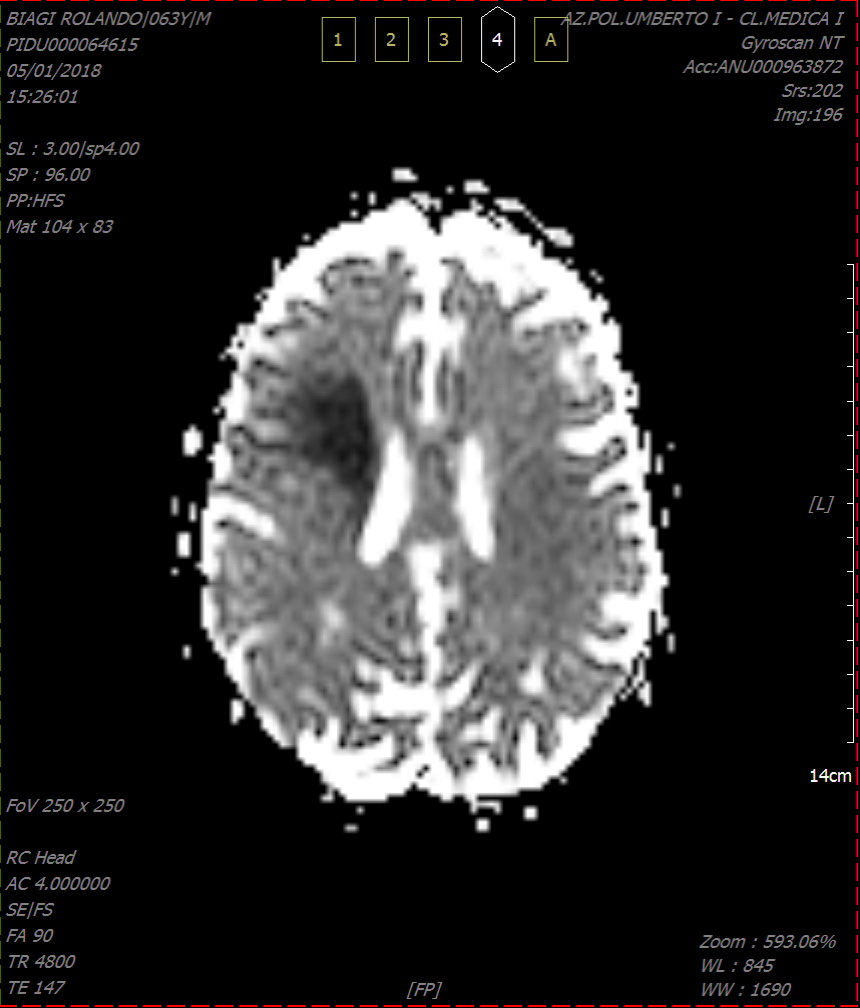 BIAGI ROLANDO|063Y|M
PIDU000064615
05/01/2018
15:26:01
SL : 3.00|sp4.00
SP : 96.00
PP:HFS
Mat 104 x 83
1 2 3 4 A
AZ.POL.UMBERTO I - CL.MEDICA I
Gyroscan NT
Acc:ANU000963872
Srs:202
Img:196
[L]
14cm
FoV 250 x 250
RC Head
AC 4.000000
SE/FS
FA 90
TR 4800
TE 147
[FP]
Zoom : 593.06%
WL : 845
WW : 1690